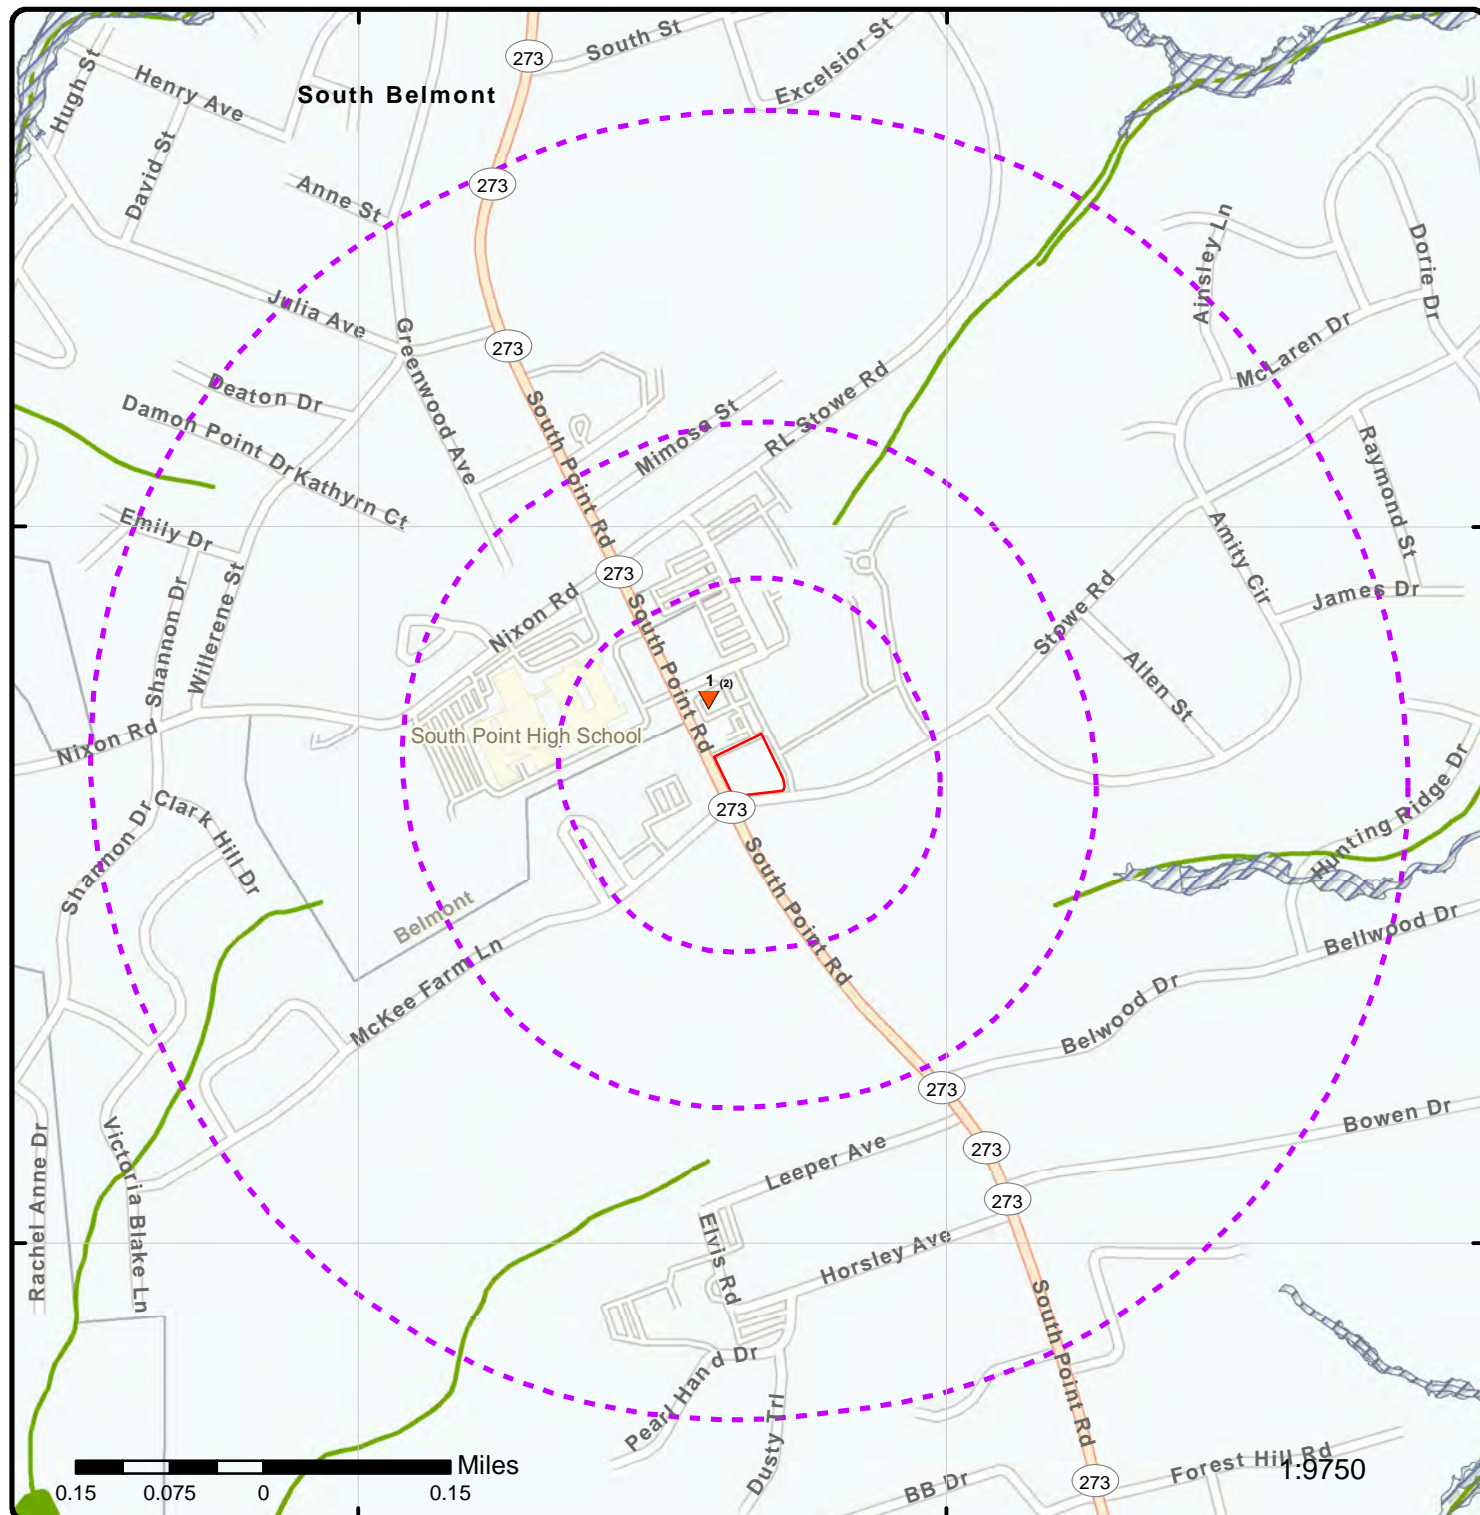 273
South St
Excelsior St
Hugh St
Henry Ave
South Belmont
David St
Anne St
273
Ainsley Ln
Dorie Dr
Julia Ave
Greenwood Ave
273
McLaren Dr
Deaton Dr
Damon Point Dr
Kathyrn Ct
South Point Rd
Mimosa St
RL Stowe Rd
Raymond St
Emily Dr
Amity Cir
273
Shannon Dr
Willerene St
Nixon Rd
South Point Rd
Stowe Rd
James Dr
Allen St
1 (2)
Nixon Rd
South Point High School
Hunting Ridge Dr
Shannon Dr
Clark Hill Dr
273
South Point Rd
Belmont
Bellwood Dr
McKee Farm Ln
Belwood Dr
273
Bowen Dr
Rachel Anne Dr
Victoria Blake Ln
Leeper Ave
273
273
Elvis Rd
Horsley Ave
South Point Rd
Pearl Hand Dr
Dusty Trl
BB Dr
273
Forest Hill Rd
1:9750
Miles
0.15 0.075 0 0.15